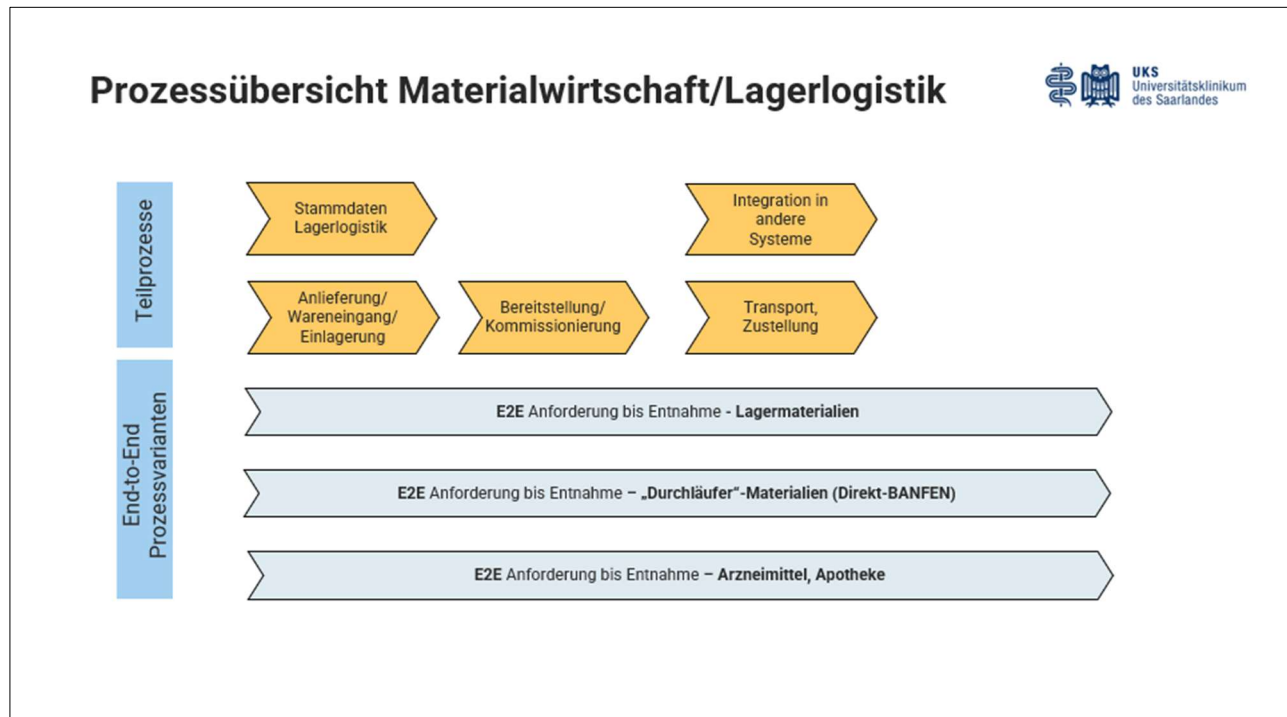 Prozessübersicht Materialwirtschaft/Lagerlogistik
UKS
Universitätsklinikum
des Saarlandes
Teilprozesse
Stammdaten
Lagerlogistik
Integration in
andere
Systeme
Anlieferung/
Wareneingang/
Einlagerung
Bereitstellung/
Kommissionierung
Transport,
Zustellung
End-to-End
Prozessvarianten
E2E Anforderung bis Entnahme - Lagermaterialien
E2E Anforderung bis Entnahme – „Durchläufer“-Materialien (Direkt-BANFEN)
E2E Anforderung bis Entnahme – Arzneimittel, Apotheke